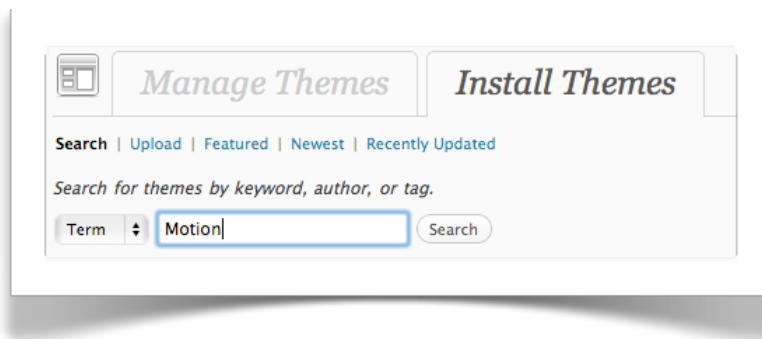 Manage Themes Install Themes
Search | Upload | Featured | Newest | Recently Updated
Search for themes by keyword, author, or tag.
Term Motion Search